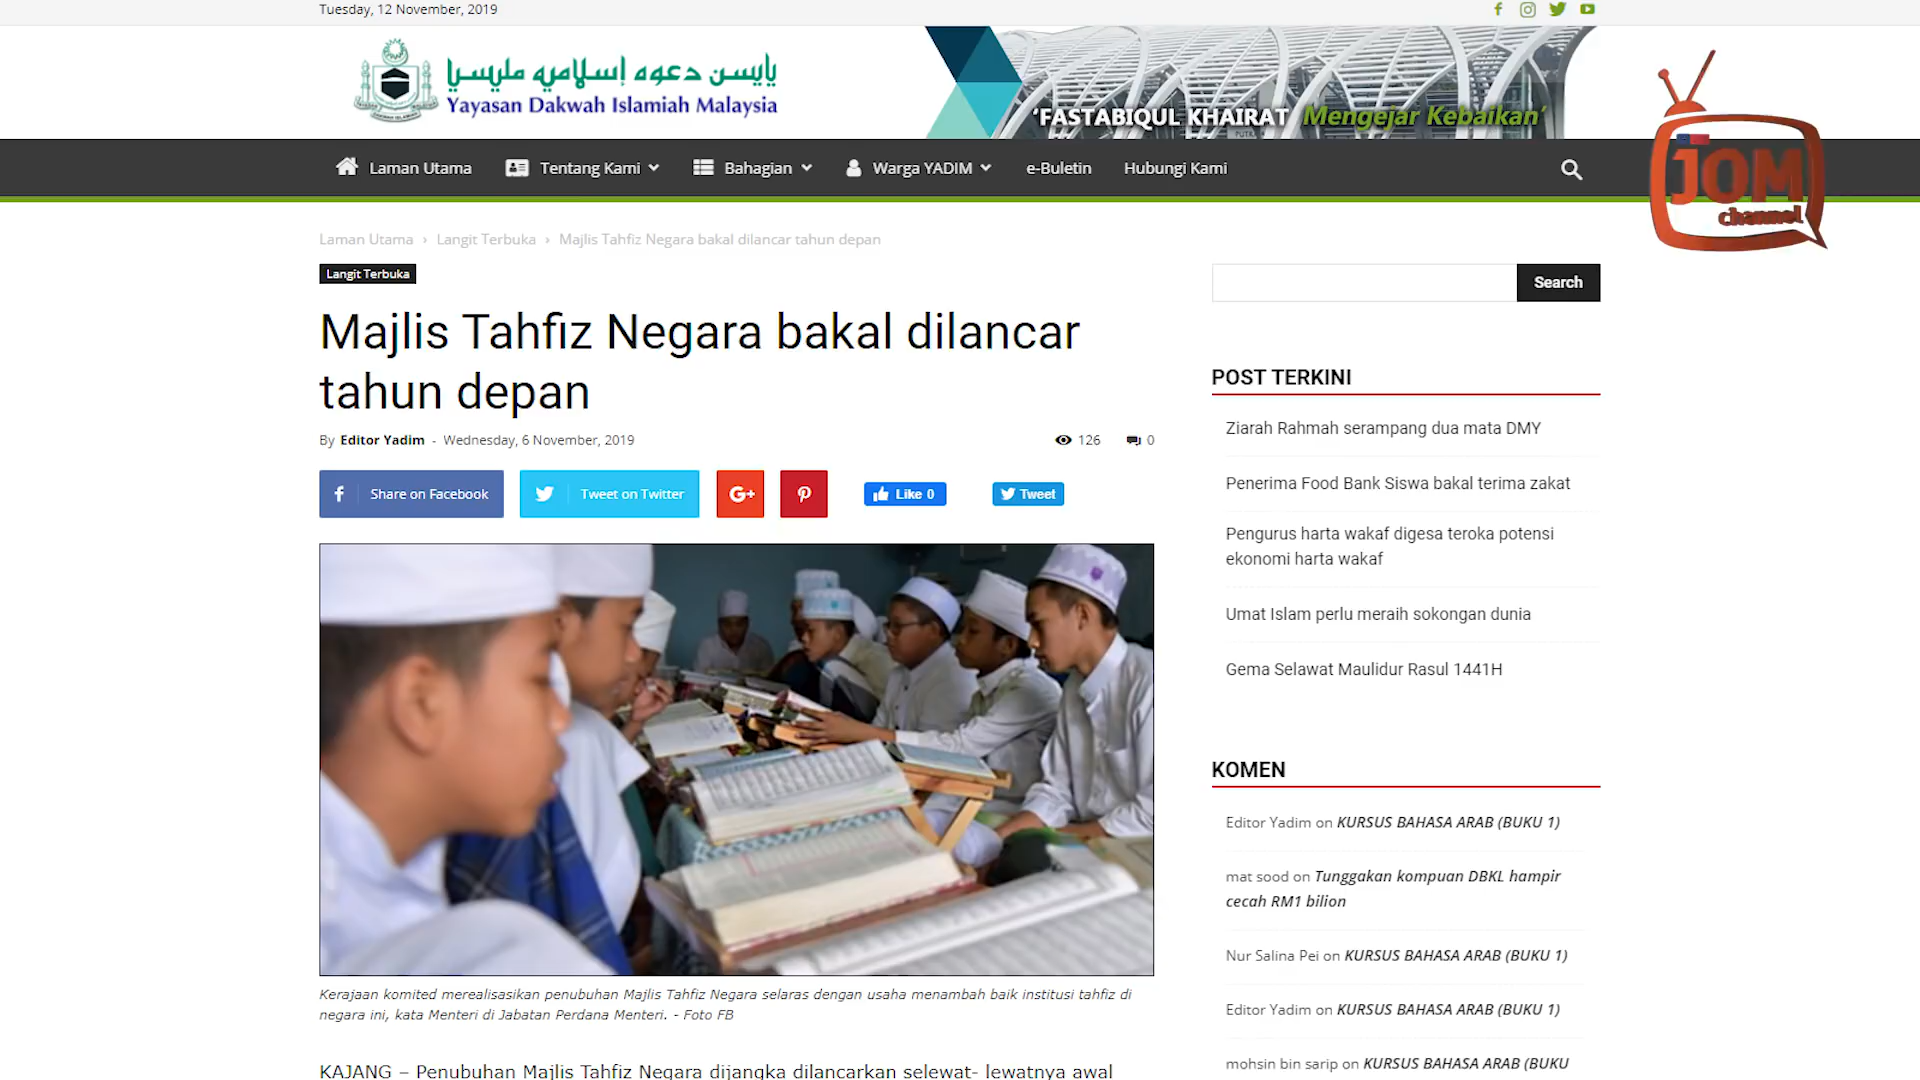 Tuesday, 12 November, 2019
يايسن دعوه إسلاميه مليسيا
Yayasan Dakwah Islamiah Malaysia
'FASTABIQUL KHAIRAT Mengejar Kebaikan'
JOM
channel
Laman Utama Tentang Kami Bahagian Warga YADIM e-Buletin Hubungi Kami
Laman Utama › Langit Terbuka › Majlis Tahfiz Negara bakal dilancar tahun depan
Langit Terbuka
Majlis Tahfiz Negara bakal dilancar
tahun depan
By Editor Yadim - Wednesday, 6 November, 2019 126 0
Share on Facebook Tweet on Twitter G+ Like 0 Tweet
Kerajaan komited merealisasikan penubuhan Majlis Tahfiz Negara selaras dengan usaha menambah baik institusi tahfiz di
negara ini, kata Menteri di Jabatan Perdana Menteri. - Foto FB
KAJANG – Penubuhan Majlis Tahfiz Negara dijangka dilancarkan selewat- lewatnya awal
Search
POST TERKINI
Ziarah Rahmah serampang dua mata DMY
Penerima Food Bank Siswa bakal terima zakat
Pengurus harta wakaf digesa teroka potensi
ekonomi harta wakaf
Umat Islam perlu meraih sokongan dunia
Gema Selawat Maulidur Rasul 1441H
KOMEN
Editor Yadim on KURSUS BAHASA ARAB (BUKU 1)
mat sood on Tunggakan kompuan DBKL hampir
cecah RM1 bilion
Nur Salina Pei on KURSUS BAHASA ARAB (BUKU 1)
Editor Yadim on KURSUS BAHASA ARAB (BUKU 1)
mohsin bin sarip on KURSUS BAHASA ARAB (BUKU